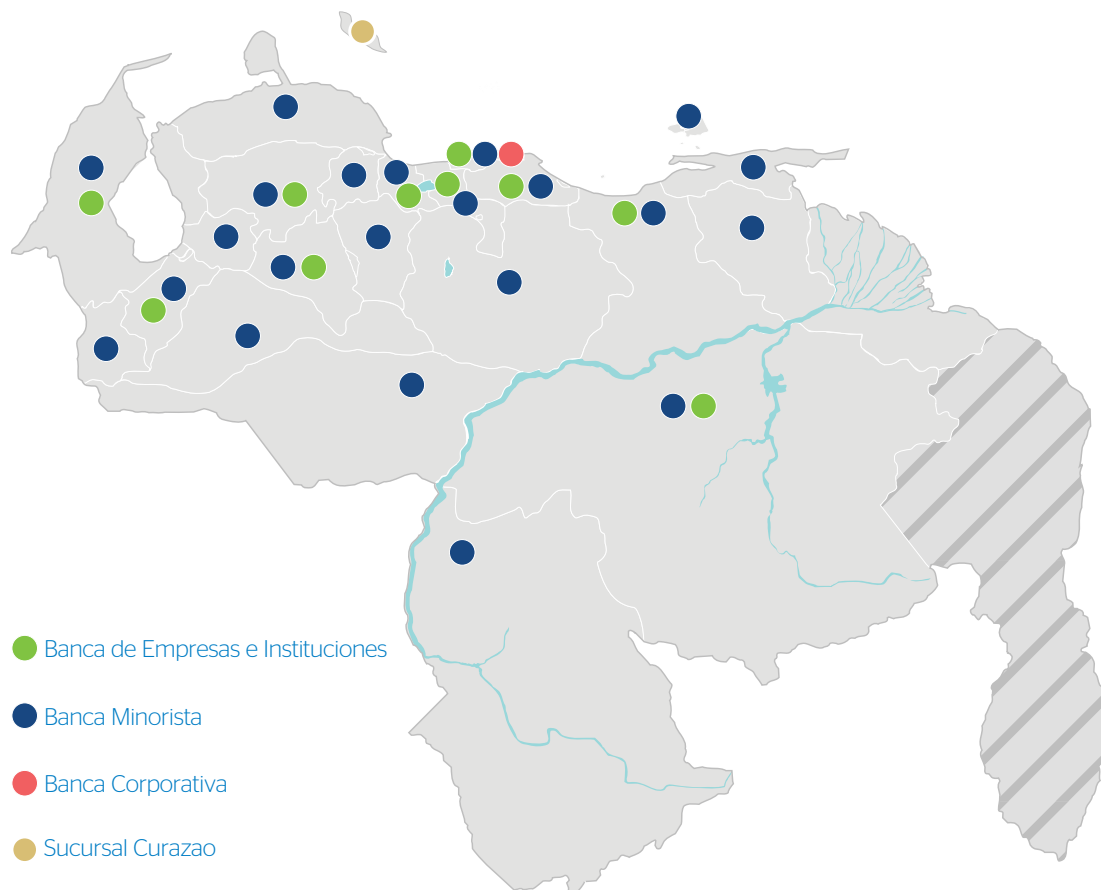 Banca de Empresas e Instituciones
Banca Minorista
Banca Corporativa
Sucursal Curazao